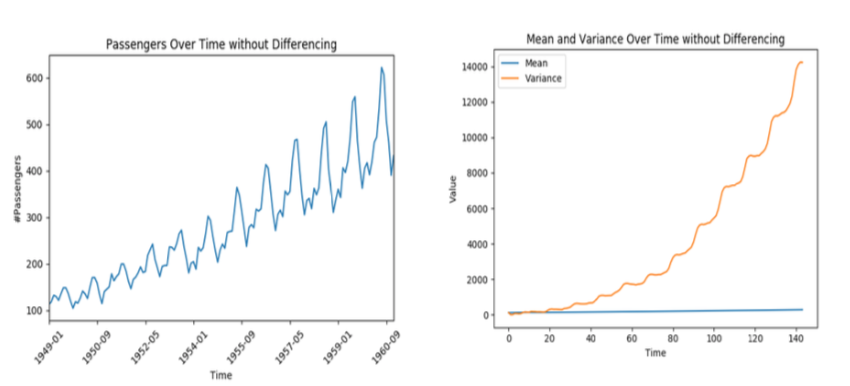 Passengers Over Time without Differencing
600
500
400
300
200
100
#Passengers
1949-01
1950-09
1952-05
1954-01
1955-09
1957-05
1959-01
1960-09
Time
Mean and Variance Over Time without Differencing
Mean
Variance
14000
12000
10000
8000
6000
4000
2000
0
Value
0 20 40 60 80 100 120 140
Time